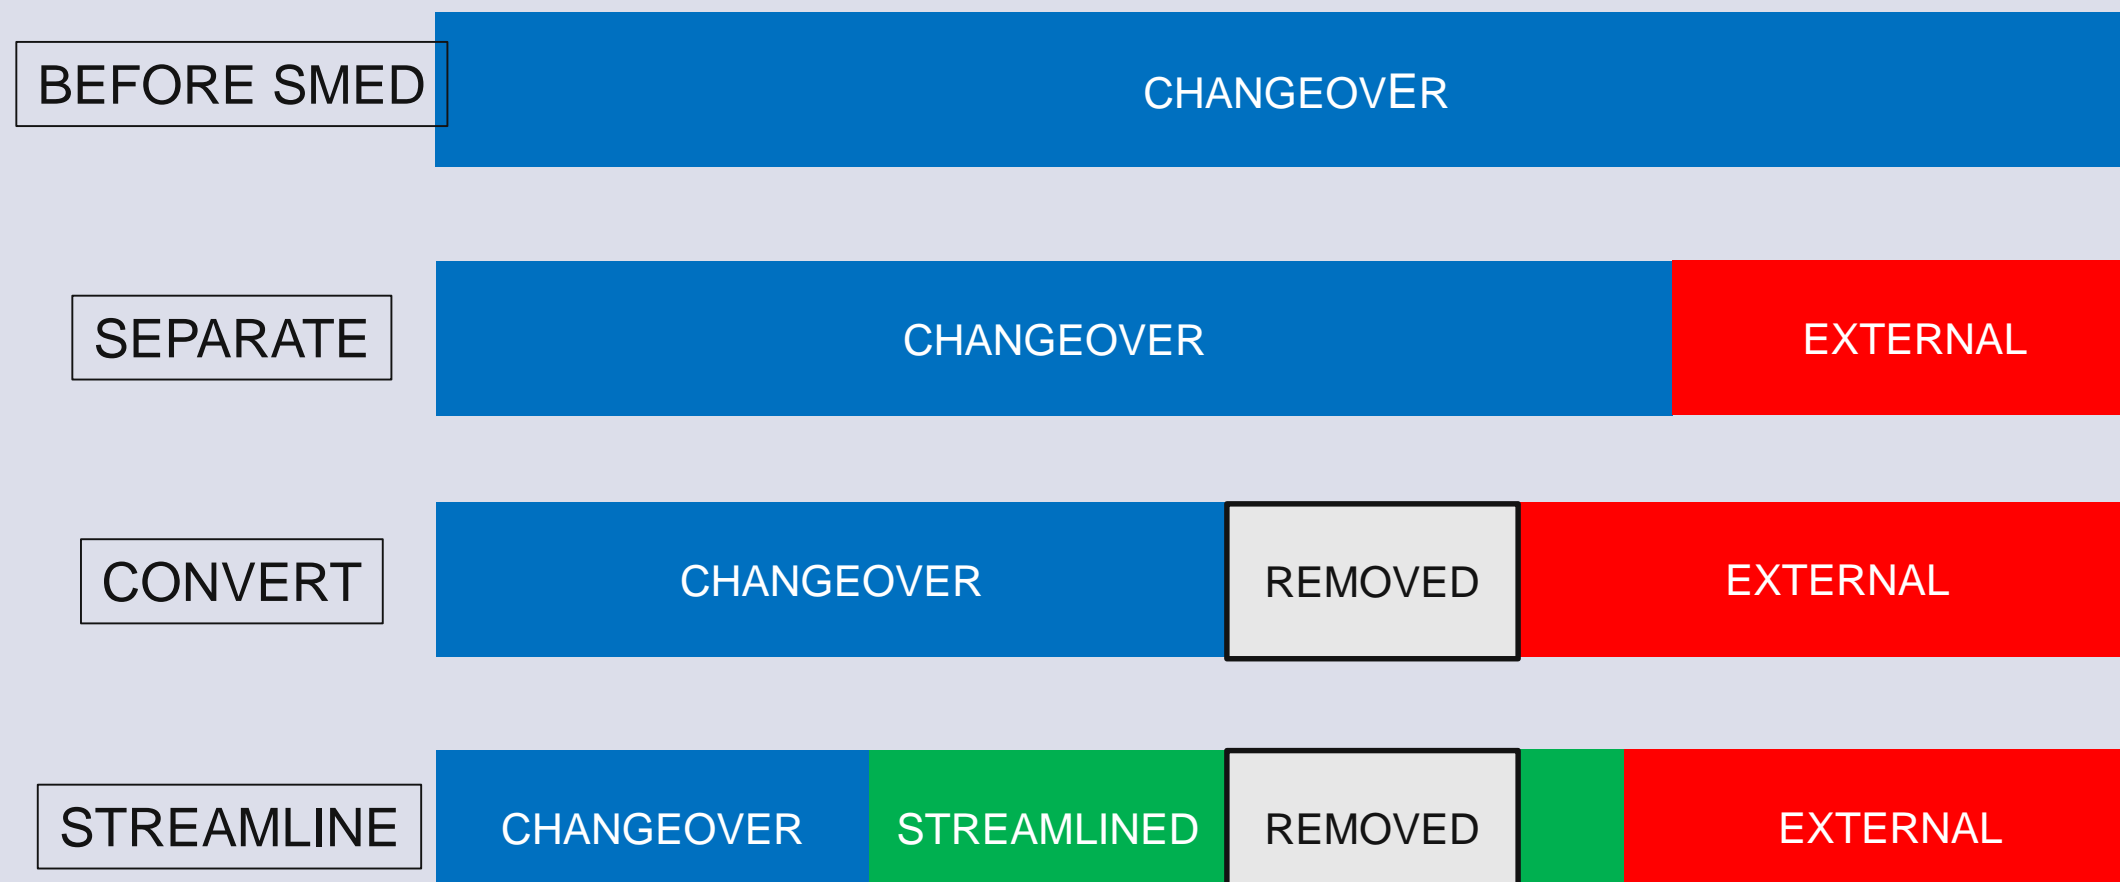 BEFORE SMED
CHANGEOVER
SEPARATE
CHANGEOVER
EXTERNAL
CONVERT
CHANGEOVER
REMOVED
EXTERNAL
STREAMLINE
CHANGEOVER
STREAMLINED
REMOVED
EXTERNAL